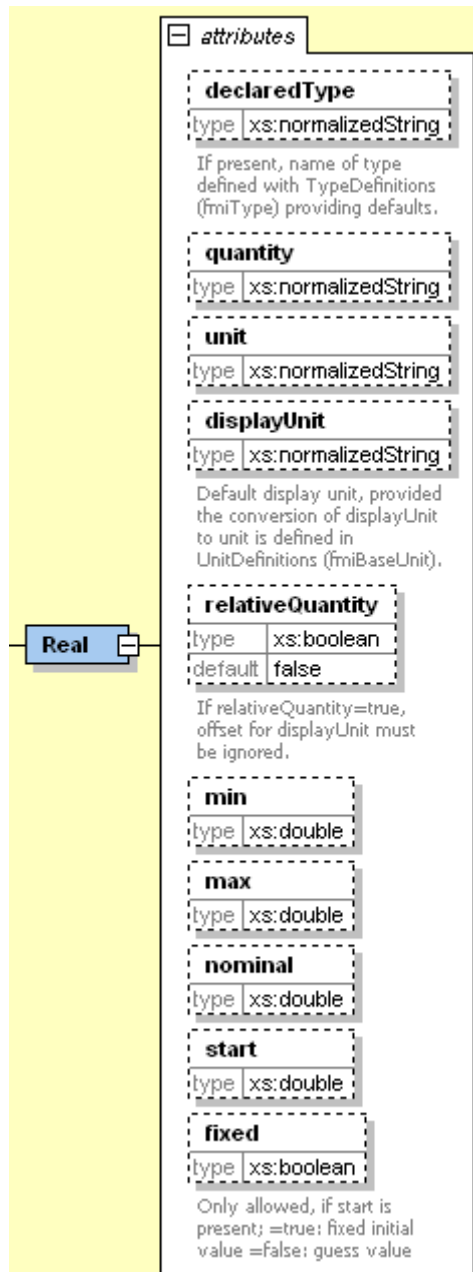 attributes
declaredType
type xs:normalizedString
If present, name of type
defined with TypeDefinitions
(fmiType) providing defaults.
quantity
type xs:normalizedString
unit
type xs:normalizedString
displayUnit
type xs:normalizedString
Default display unit, provided
the conversion of displayUnit
to unit is defined in
UnitDefinitions (fmiBaseUnit).
relativeQuantity
type xs:boolean
default false
Real
If relativeQuantity=true,
offset for displayUnit must
be ignored.
min
type xs:double
max
type xs:double
nominal
type xs:double
start
type xs:double
fixed
type xs:boolean
Only allowed, if start is
present; =true: fixed initial
value =false: guess value